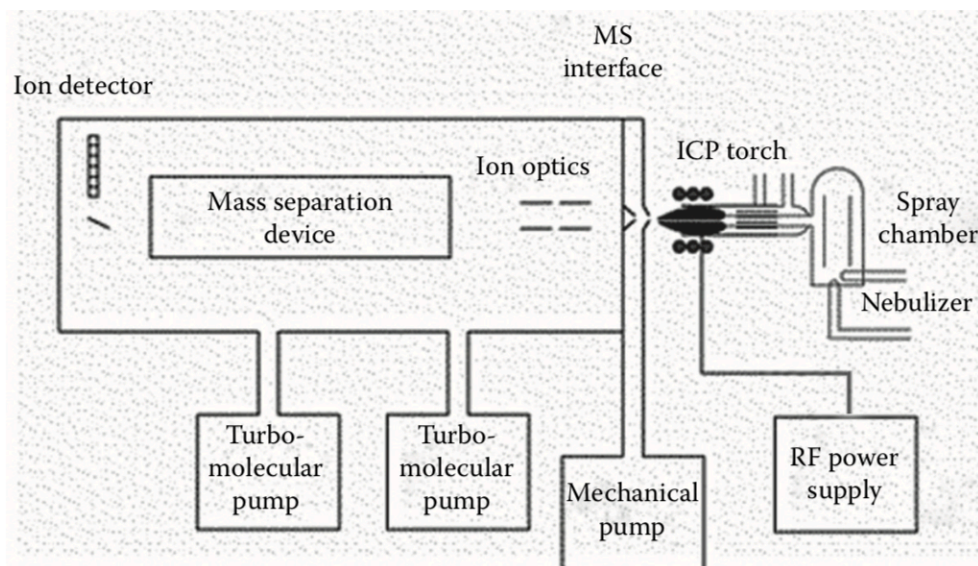 MS
interface
Ion detector
ICP torch
Ion optics
Mass separation
device
Spray
chamber
Nebulizer
Turbo-
molecular
pump
Turbo-
molecular
pump
Mechanical
pump
RF power
supply